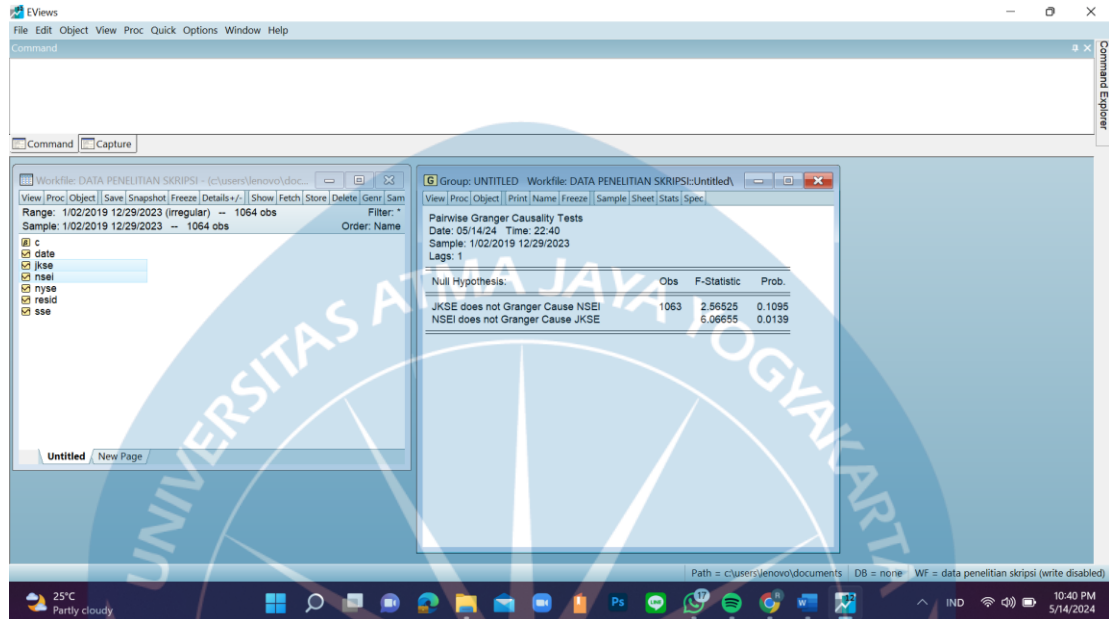 EViews
File Edit Object View Proc Quick Options Window Help
Command
Command Explorer
Command Capture
Workfile: DATA PENELITIAN SKRIPSI - (c:\users\lenovo\doc...
View Proc Object Save Snapshot Freeze Details+/- Show Fetch Store Delete Genr Sam
Range: 1/02/2019 12/29/2023 (irregular) -- 1064 obs Filter: *
Sample: 1/02/2019 12/29/2023 -- 1064 obs Order: Name
c
date
jkse
nsei
nyse
resid
sse
Untitled New Page
G Group: UNTITLED Workfile: DATA PENELITIAN SKRIPSI::Untitled\
View Proc Object Print Name Freeze Sample Sheet Stats Spec
Pairwise Granger Causality Tests
Date: 05/14/24 Time: 22:40
Sample: 1/02/2019 12/29/2023
Lags: 1
Null Hypothesis: Obs F-Statistic Prob.
JKSE does not Granger Cause NSEI 1063 2.56525 0.1095
NSEI does not Granger Cause JKSE 6.06655 0.0139
UNIVERSITAS ATMA JAYA YOGYAKARTA
Path = c:\users\lenovo\documents DB = none WF = data penelitian skripsi (write disabled)
25°C
Partly cloudy
Ps
LINE
17
W
12
IND
10:40 PM
5/14/2024